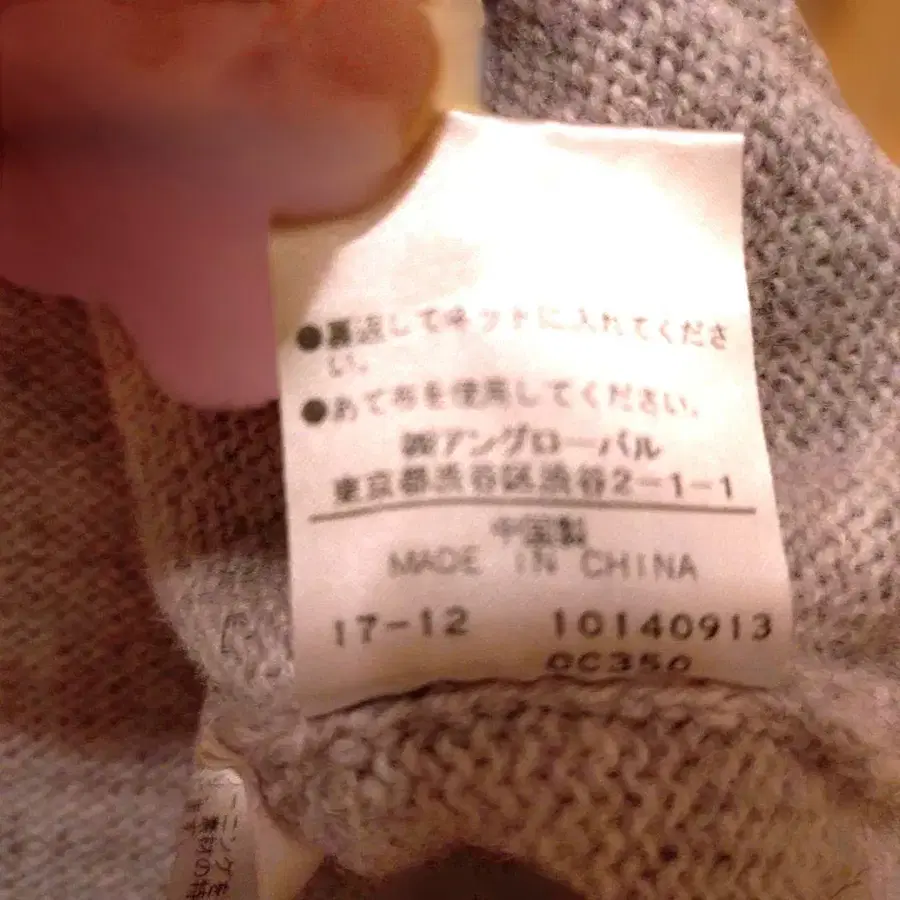 ●裏返してネットに入れてくださ
い。
●あて布を使用してください。
㈱アングローバル
東京都渋谷区渋谷2-1-1
中国製
MADE IN CHINA
17-12 10140913